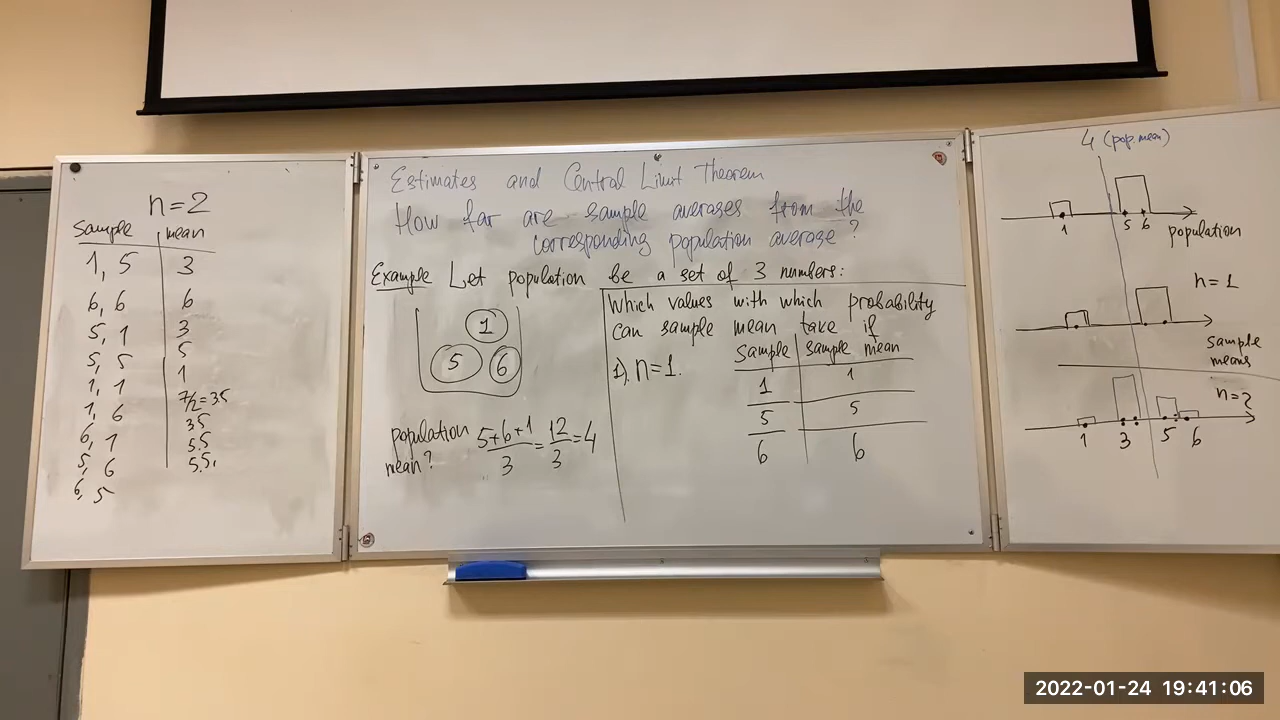 n=2
Sample mean
1, 5 3
6, 6 6
5, 1 3
5, 5 5
1, 1 1
1, 6 7/2=3.5
6, 1 3.5
5, 6 5.5
6, 5 5.5
Estimates and Central Limit Theorem
How far are sample averages from the
corresponding population average?
Example Let population be a set of 3 numbers:
1
5 6
population
mean? 5+6+1/3=12/3=4
Which values with which probability
can sample mean take if
1). n=1.
Sample sample mean
1 1
5 5
6 6
4 (pop. mean)
1 5 6
population
n=1
sample
means
n=2
1 3 5 6
2022-01-24 19:41:06